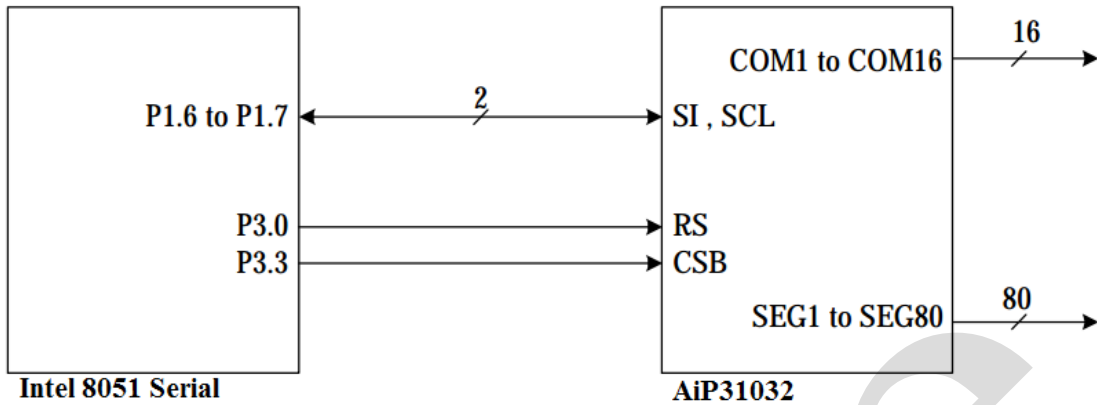 16
COM1 to COM16
P1.6 to P1.7
2
SI , SCL
P3.0
RS
P3.3
CSB
80
SEG1 to SEG80
Intel 8051 Serial
AiP31032